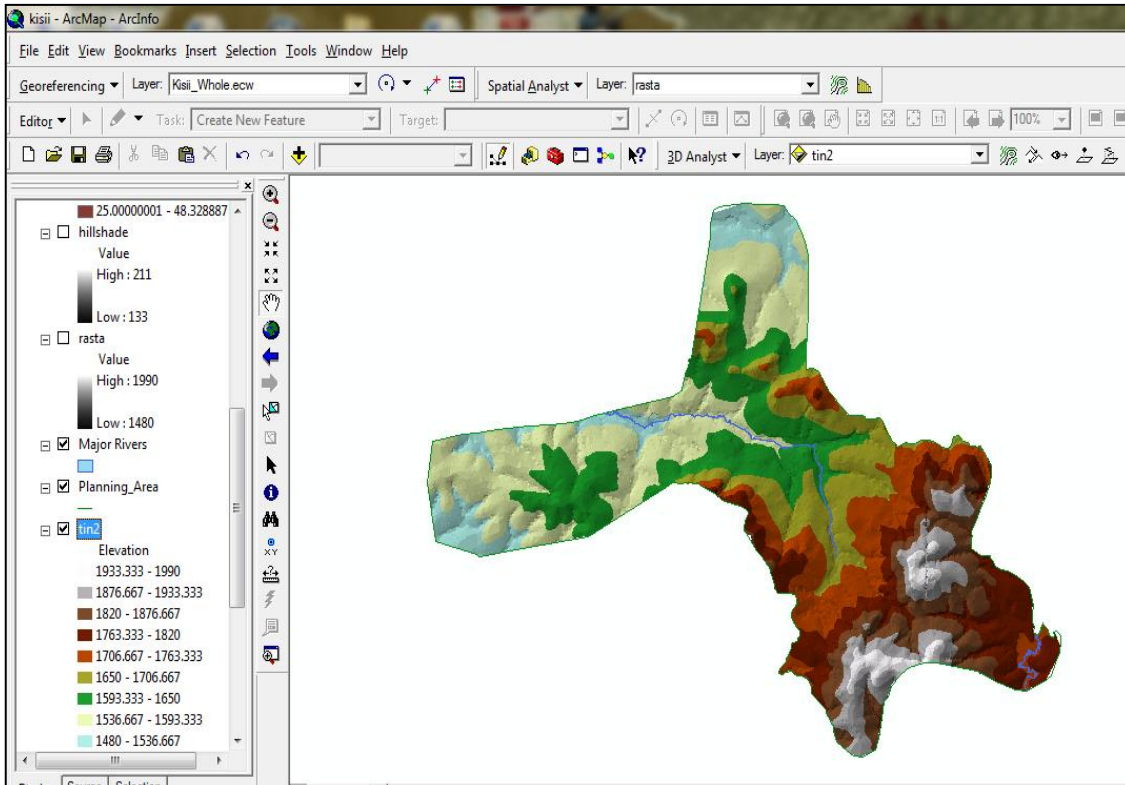 kisii - ArcMap - ArcInfo
File Edit View Bookmarks Insert Selection Tools Window Help
Georeferencing Layer: Kisii_Whole.ecw Spatial Analyst Layer: rasta
Editor Task: Create New Feature Target: 100%
3D Analyst Layer: tin2
25.00000001 - 48.328887
hillshade
Value
High : 211
Low : 133
rasta
Value
High : 1990
Low : 1480
Major Rivers
Planning_Area
tin2
Elevation
1933.333 - 1990
1876.667 - 1933.333
1820 - 1876.667
1763.333 - 1820
1706.667 - 1763.333
1650 - 1706.667
1593.333 - 1650
1536.667 - 1593.333
1480 - 1536.667